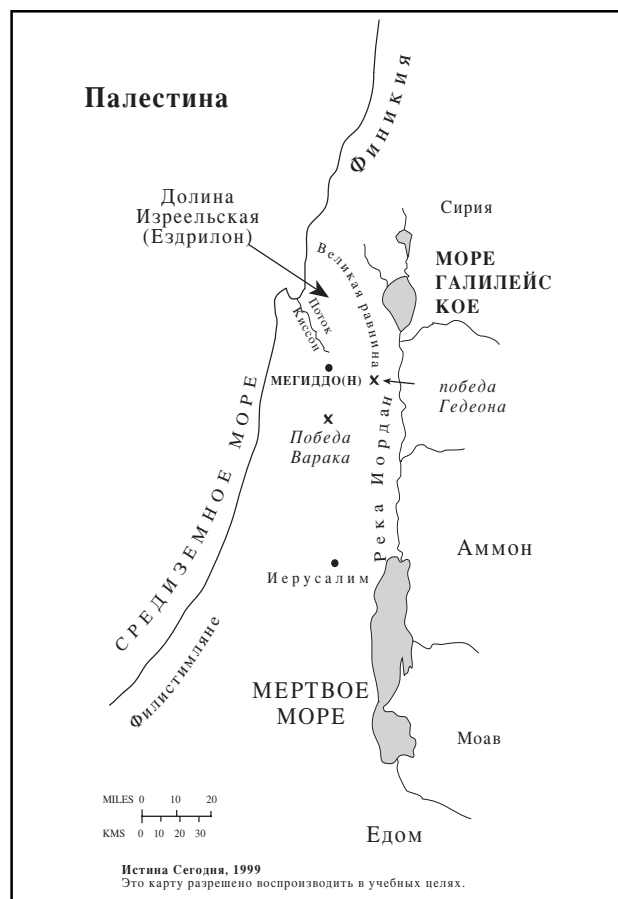 Палестина
Финикия
Долина
Изреельская
(Ездрилон)
Сирия
Великая равнина
МОРЕ
ГАЛИЛЕЙС
КОЕ
Поток
Киссон
МЕГИДДО(Н)
победа
Гедеона
Победа
Варака
СРЕДИЗЕМНОЕ МОРЕ
Река Иордан
Аммон
Иерусалим
Филистимляне
МЕРТВОЕ
МОРЕ
Моав
MILES 0 10 20
KMS 0 10 20 30
Едом
Истина Сегодня, 1999
Это карту разрешено воспроизводить в учебных целях.